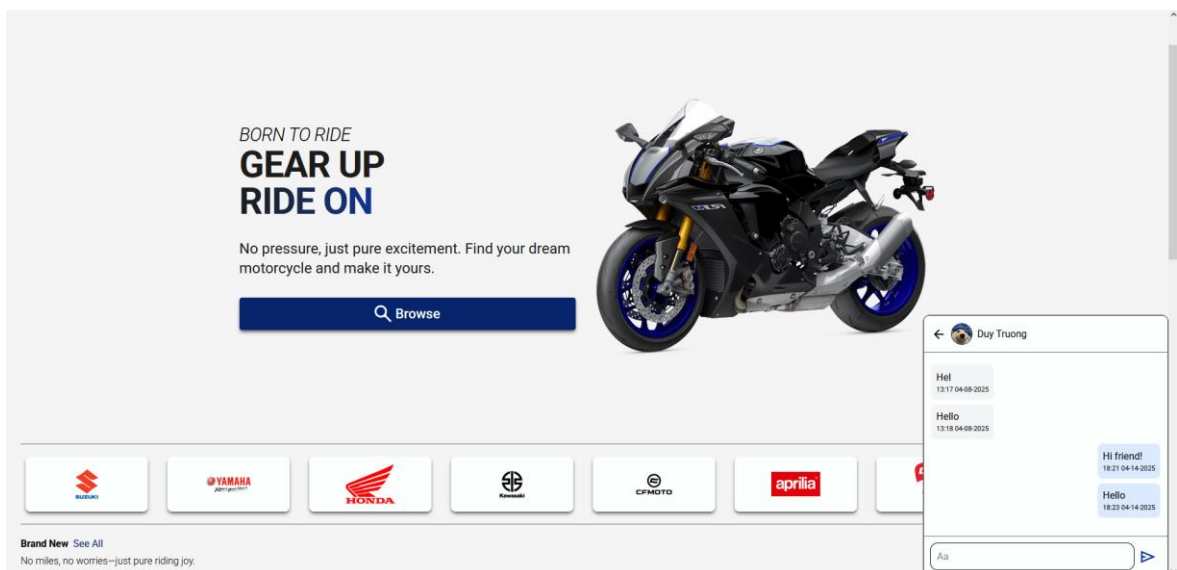 BORN TO RIDE
GEAR UP
RIDE ON
No pressure, just pure excitement. Find your dream
motorcycle and make it yours.
Browse
SUZUKI
YAMAHA
HONDA
Kawasaki
CFMOTO
aprilia
Brand New See All
No miles, no worries—just pure riding joy.
Duy Truong
Hel
13:17 04-08-2025
Hello
13:18 04-08-2025
Hi friend!
18:21 04-14-2025
Hello
18:23 04-14-2025
Aa